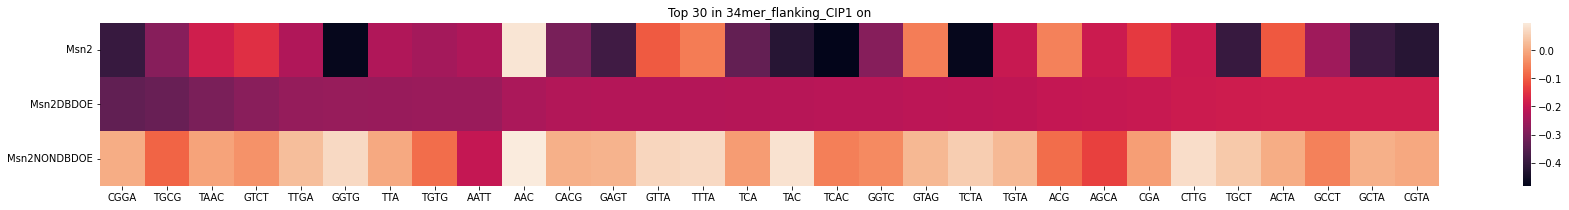 Top 30 in 34mer_flanking_CIP1 on
Msn2
Msn2DBDOE
Msn2NONDBDOE
CGGA TGCG TAAC GTCT TTGA GGTG TTA TGTG AATT AAC CACG GAGT GTTA TTTA TCA TAC TCAC GGTC GTAG TCTA TGTA ACG AGCA CGA CTTG TGCT ACTA GCCT GCTA CGTA
0.0
−0.1
−0.2
−0.3
−0.4